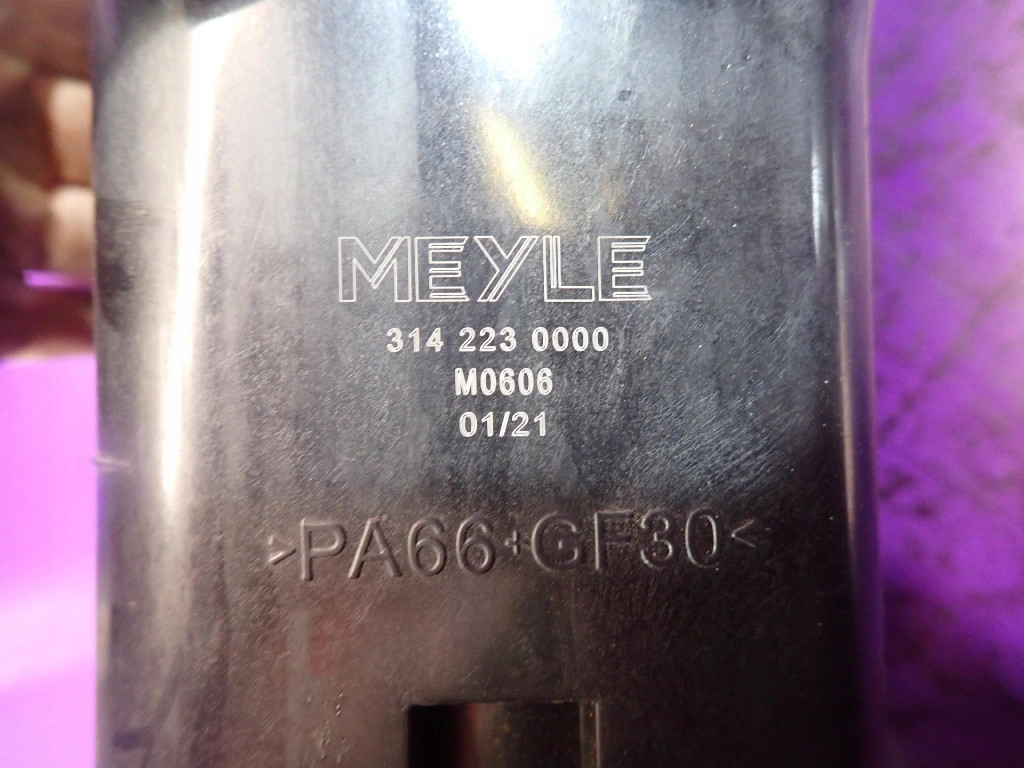 MEYLE
314 223 0000
M0606
01/21
>PA66+GF30<